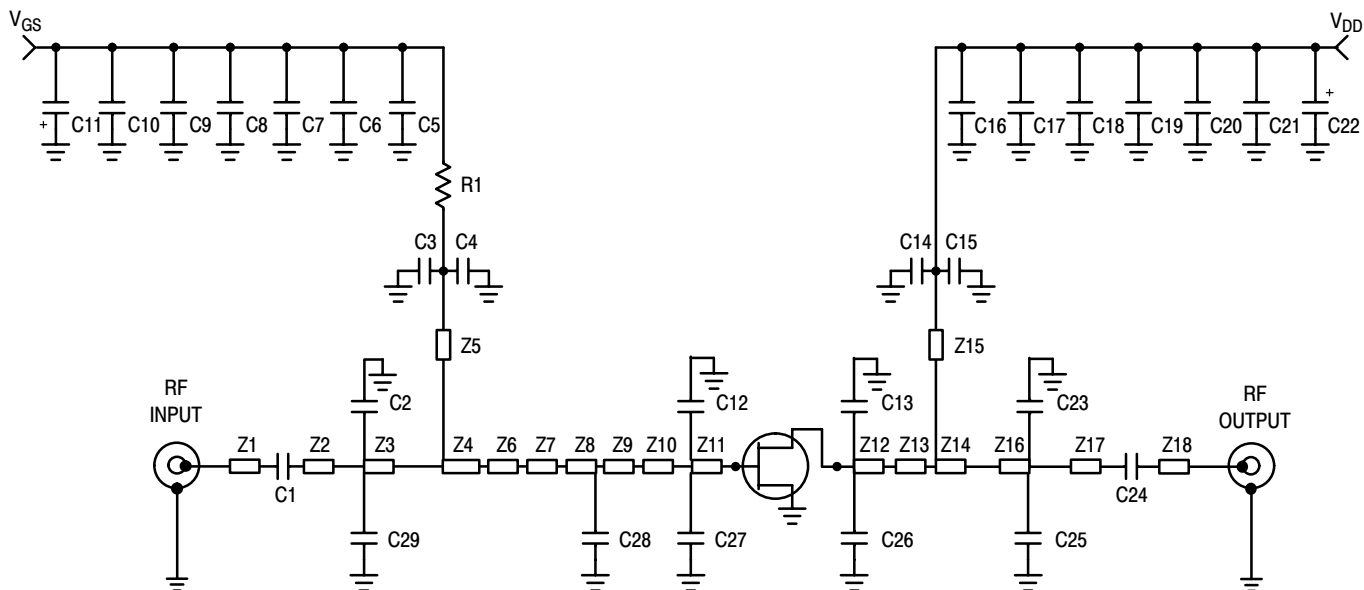 VGS
VDD
+ C11 C10 C9 C8 C7 C6 C5
C16 C17 C18 C19 C20 C21 + C22
R1
C3 C4
C14 C15
Z5
Z15
RF
INPUT
C2
C12
C13
C23
RF
OUTPUT
Z1 Z2 Z3 Z4 Z6 Z7 Z8 Z9 Z10 Z11 Z12 Z13 Z14 Z16 Z17 Z18
C1
C24
C29
C28
C27
C26
C25